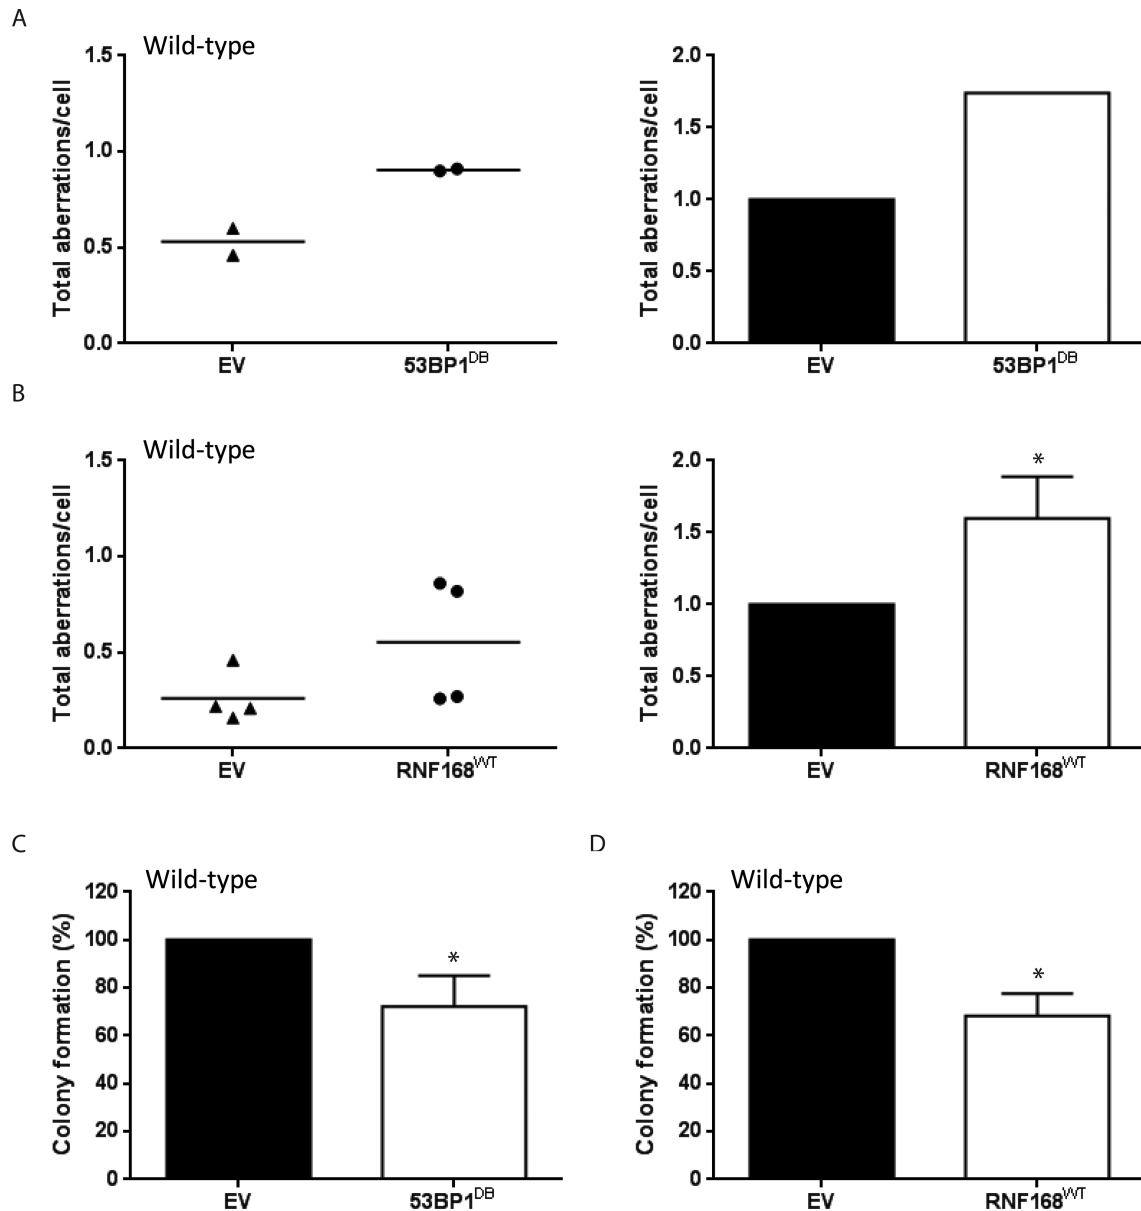 A
Wild-type
Total aberrations/cell
1.5
1.0
0.5
0.0
EV
53BP1DB
Total aberrations/cell
2.0
1.5
1.0
0.5
0.0
EV
53BP1DB
B
Wild-type
Total aberrations/cell
1.5
1.0
0.5
0.0
EV
RNF168WT
Total aberrations/cell
2.0
1.5
1.0
0.5
0.0
*
EV
RNF168WT
C
Wild-type
Colony formation (%)
120
100
80
60
40
20
0
*
EV
53BP1DB
D
Wild-type
Colony formation (%)
120
100
80
60
40
20
0
*
EV
RNF168WT